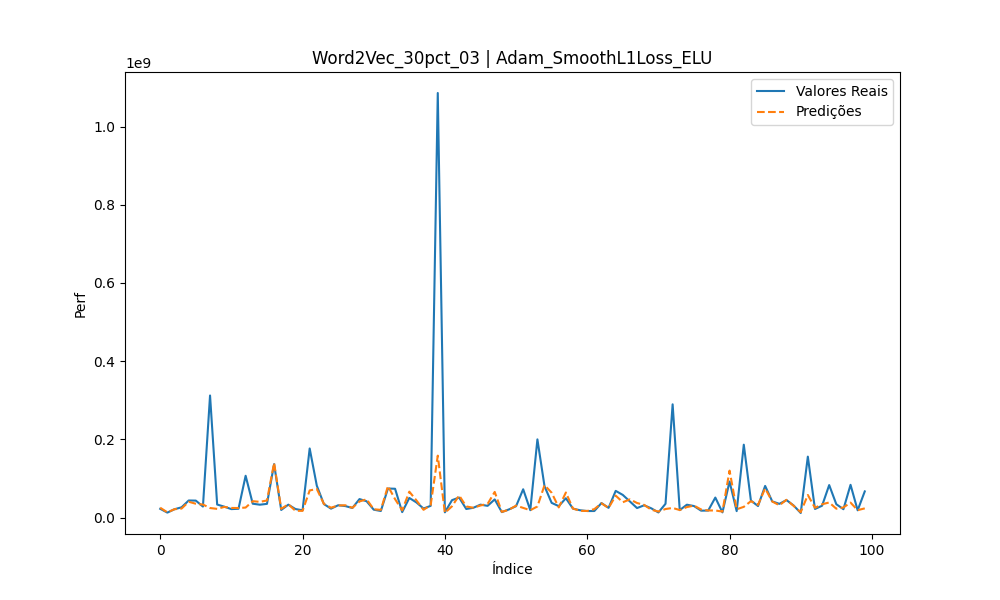 Word2Vec_30pct_03 | Adam_SmoothL1Loss_ELU
1e9
Valores Reais
Predições
1.0
0.8
0.6
0.4
0.2
0.0
Perf
0
20
40
60
80
100
Índice